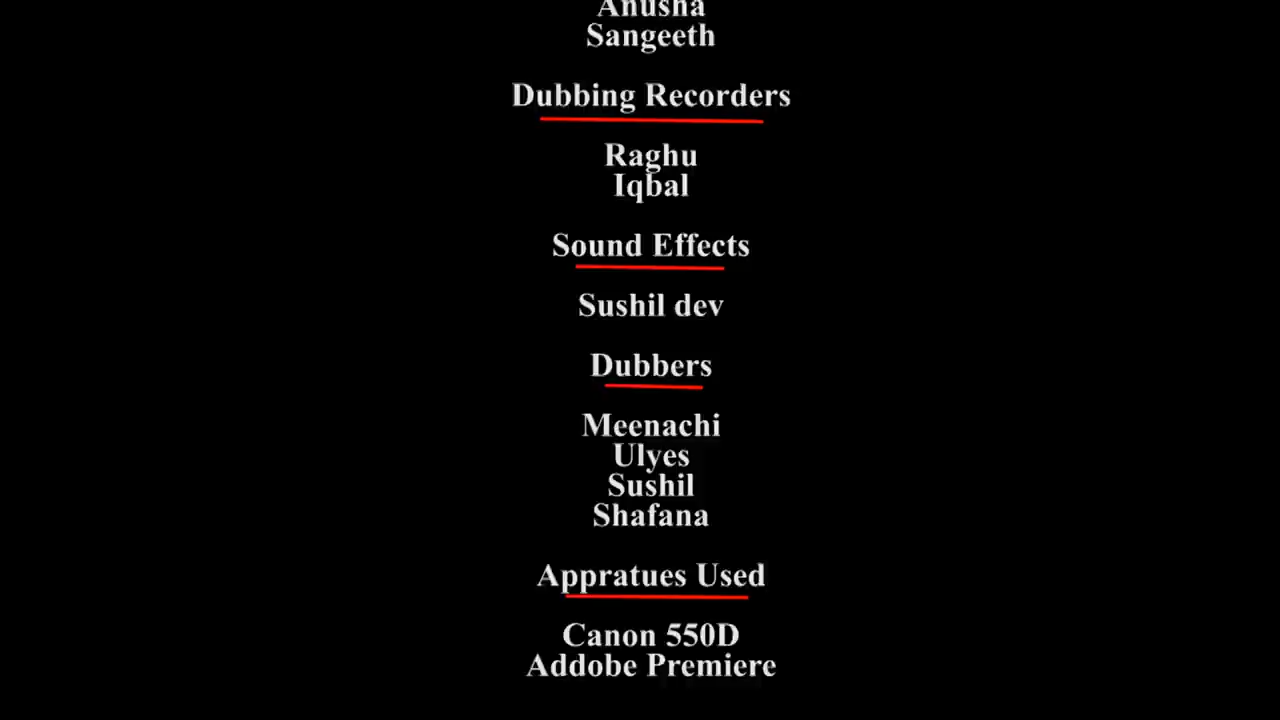 Anusha
Sangeeth
Dubbing Recorders
Raghu
Iqbal
Sound Effects
Sushil dev
Dubbers
Meenachi
Ulyes
Sushil
Shafana
Appratues Used
Canon 550D
Addobe Premiere